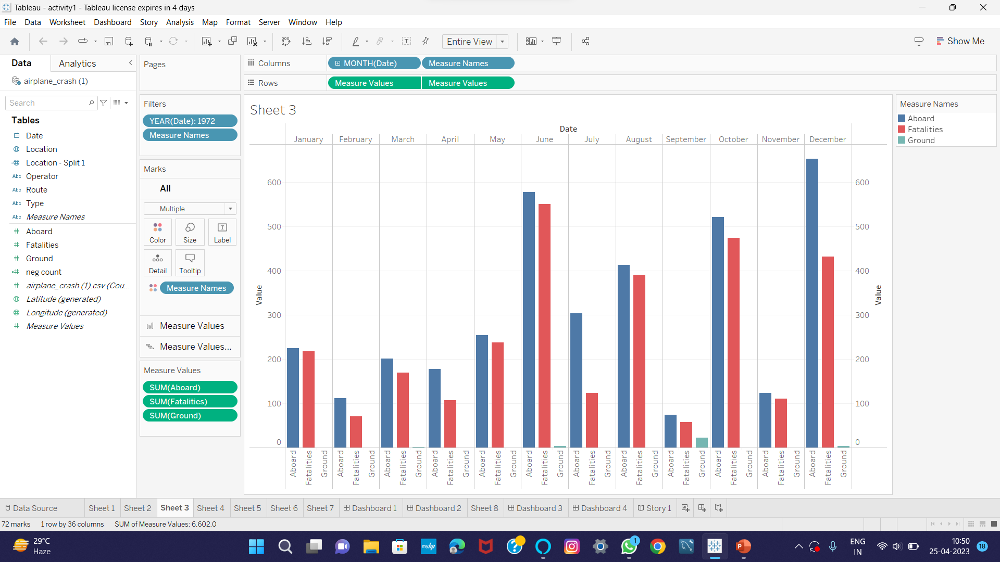 Tableau - activity1 - Tableau license expires in 4 days
File Data Worksheet Dashboard Story Analysis Map Format Server Window Help
Entire View
Show Me
Data Analytics
airplane_crash (1)
Search
Tables
Date
Location
Location - Split 1
Abc Operator
Abc Route
Abc Type
Abc Measure Names
Aboard
Fatalities
Ground
neg count
airplane_crash (1).csv (Cou...
Latitude (generated)
Longitude (generated)
Measure Values
Pages
Filters
YEAR(Date): 1972
Measure Names
Marks
All
Multiple
Color Size Label
Detail Tooltip
Measure Names
Measure Values
Measure Values...
Measure Values
SUM(Aboard)
SUM(Fatalities)
SUM(Ground)
Columns MONTH(Date) Measure Names
Rows Measure Values Measure Values
Sheet 3
Date
January February March April May June July August September October November December
Value
600
500
400
300
200
100
0
Aboard Fatalities Ground Aboard Fatalities Ground Aboard Fatalities Ground Aboard Fatalities Ground Aboard Fatalities Ground Aboard Fatalities Ground Aboard Fatalities Ground Aboard Fatalities Ground Aboard Fatalities Ground Aboard Fatalities Ground Aboard Fatalities Ground Aboard Fatalities Ground
600
500
400
300
200
100
0
Value
Measure Names
Aboard
Fatalities
Ground
Data Source Sheet 1 Sheet 2 Sheet 3 Sheet 4 Sheet 5 Sheet 6 Sheet 7 Dashboard 1 Dashboard 2 Sheet 8 Dashboard 3 Dashboard 4 Story 1
72 marks 1 row by 36 columns SUM of Measure Values: 6,602.0
29°C
Haze
myhp
1
P
ENG
IN
10:50
25-04-2023
18